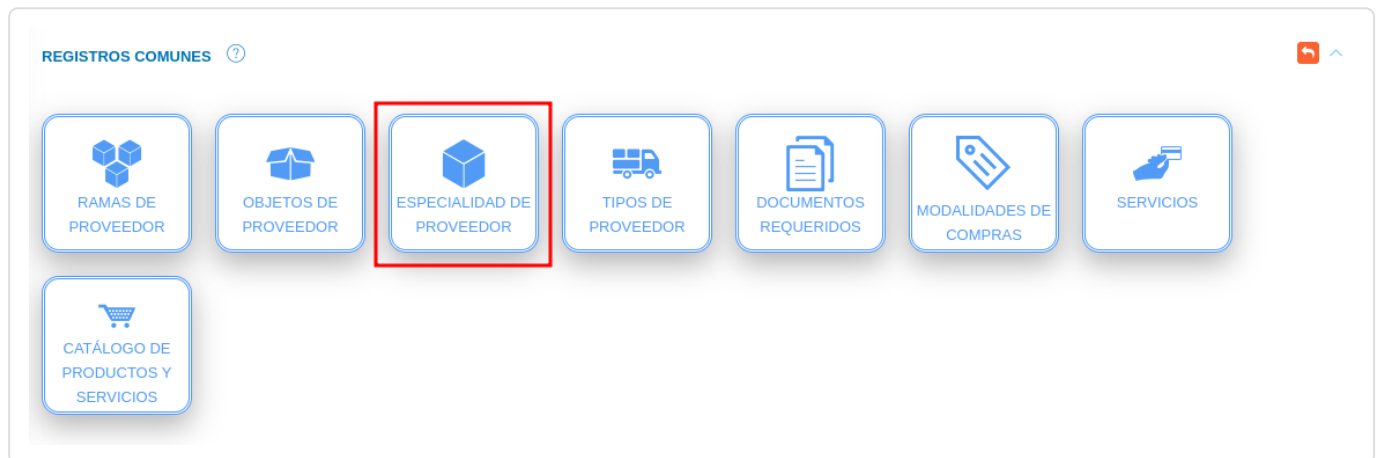 REGISTROS COMUNES ?
RAMAS DE
PROVEEDOR
OBJETOS DE
PROVEEDOR
ESPECIALIDAD DE
PROVEEDOR
TIPOS DE
PROVEEDOR
DOCUMENTOS
REQUERIDOS
MODALIDADES DE
COMPRAS
SERVICIOS
CATÁLOGO DE
PRODUCTOS Y
SERVICIOS